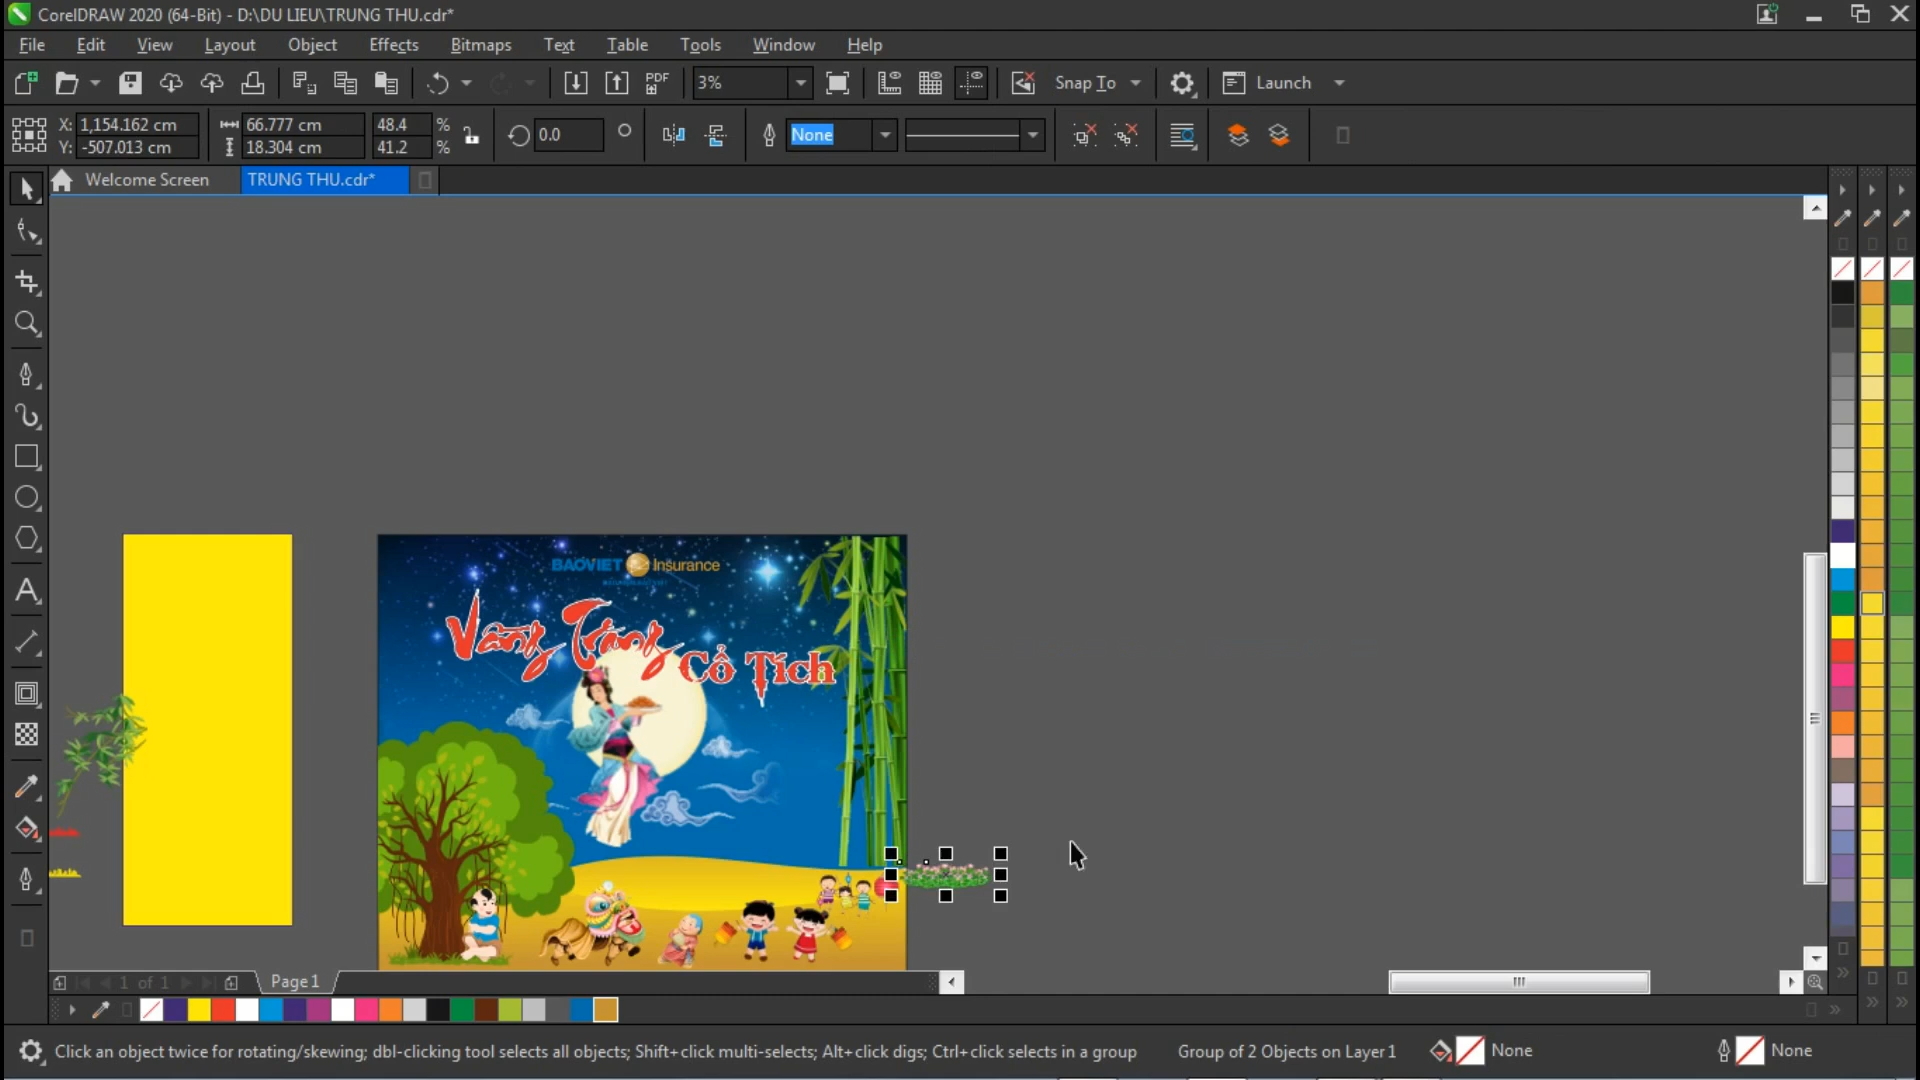 CorelDRAW 2020 (64-Bit) - D:\DU LIEU\TRUNG THU.cdr*
File Edit View Layout Object Effects Bitmaps Text Table Tools Window Help
PDF 3% Snap To Launch
X: 1,154.162 cm 66.777 cm 48.4 % 0.0 None
Y: -507.013 cm 18.304 cm 41.2 %
Welcome Screen TRUNG THU.cdr*
BAOVIET Insurance
Vầng Trăng
Cổ Tích
1 of 1 Page1
Click an object twice for rotating/skewing; dbl-clicking tool selects all objects; Shift+click multi-selects; Alt+click digs; Ctrl+click selects in a group Group of 2 Objects on Layer 1 None None